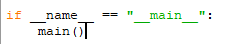 if __name__ == "__main__":
    main()